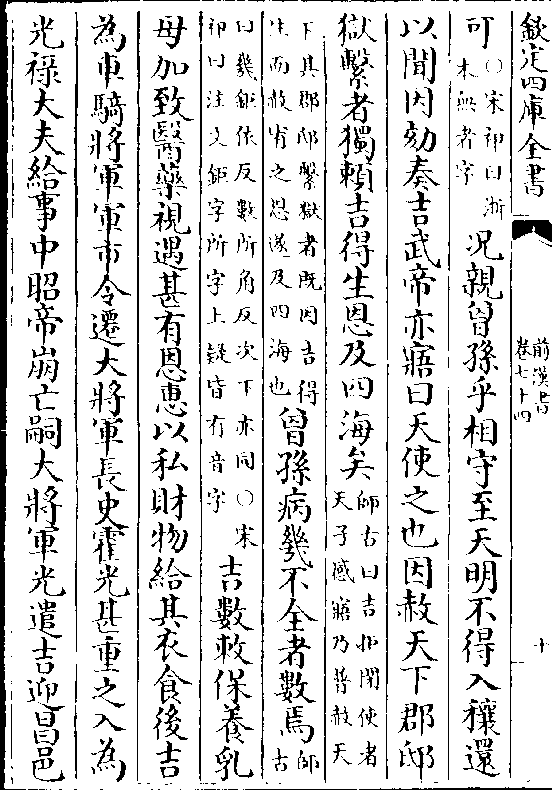 欽定四庫全書
前漢書
卷七十四
十
可○宋祁曰浙
本無者字
况親曾孫乎相守至天明不得入穰還
以聞因劾奏吉武帝亦寤曰天使之也因赦天下郡邸
獄繫者獨頼吉得生恩及四海矣
師古曰吉拒閉使者
天子感寤乃普赦天
下其郡邸繫獄者既因吉得
生而赦宥之恩遂及四海也
曾孫病幾不全者數焉
師
古
曰幾鉅依反數所角反次下亦同○宋
祁曰注文鉅字所字上疑皆有音字
吉數敕保養乳
母加致醫藥視遇甚有恩惠以私財物給其衣食後吉
為車騎將軍軍市令遷大將軍長史霍光甚重之入為
光禄大夫給事中昭帝崩亡嗣大將軍光遣吉迎昌邑